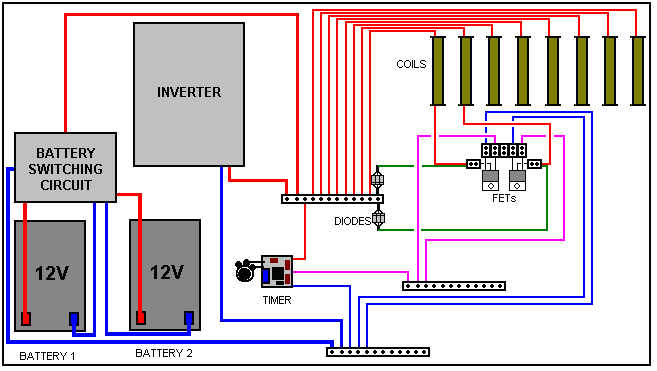 INVERTER
COILS
BATTERY
SWITCHING
CIRCUIT
FETs
DIODES
12V
12V
TIMER
BATTERY 1
BATTERY 2